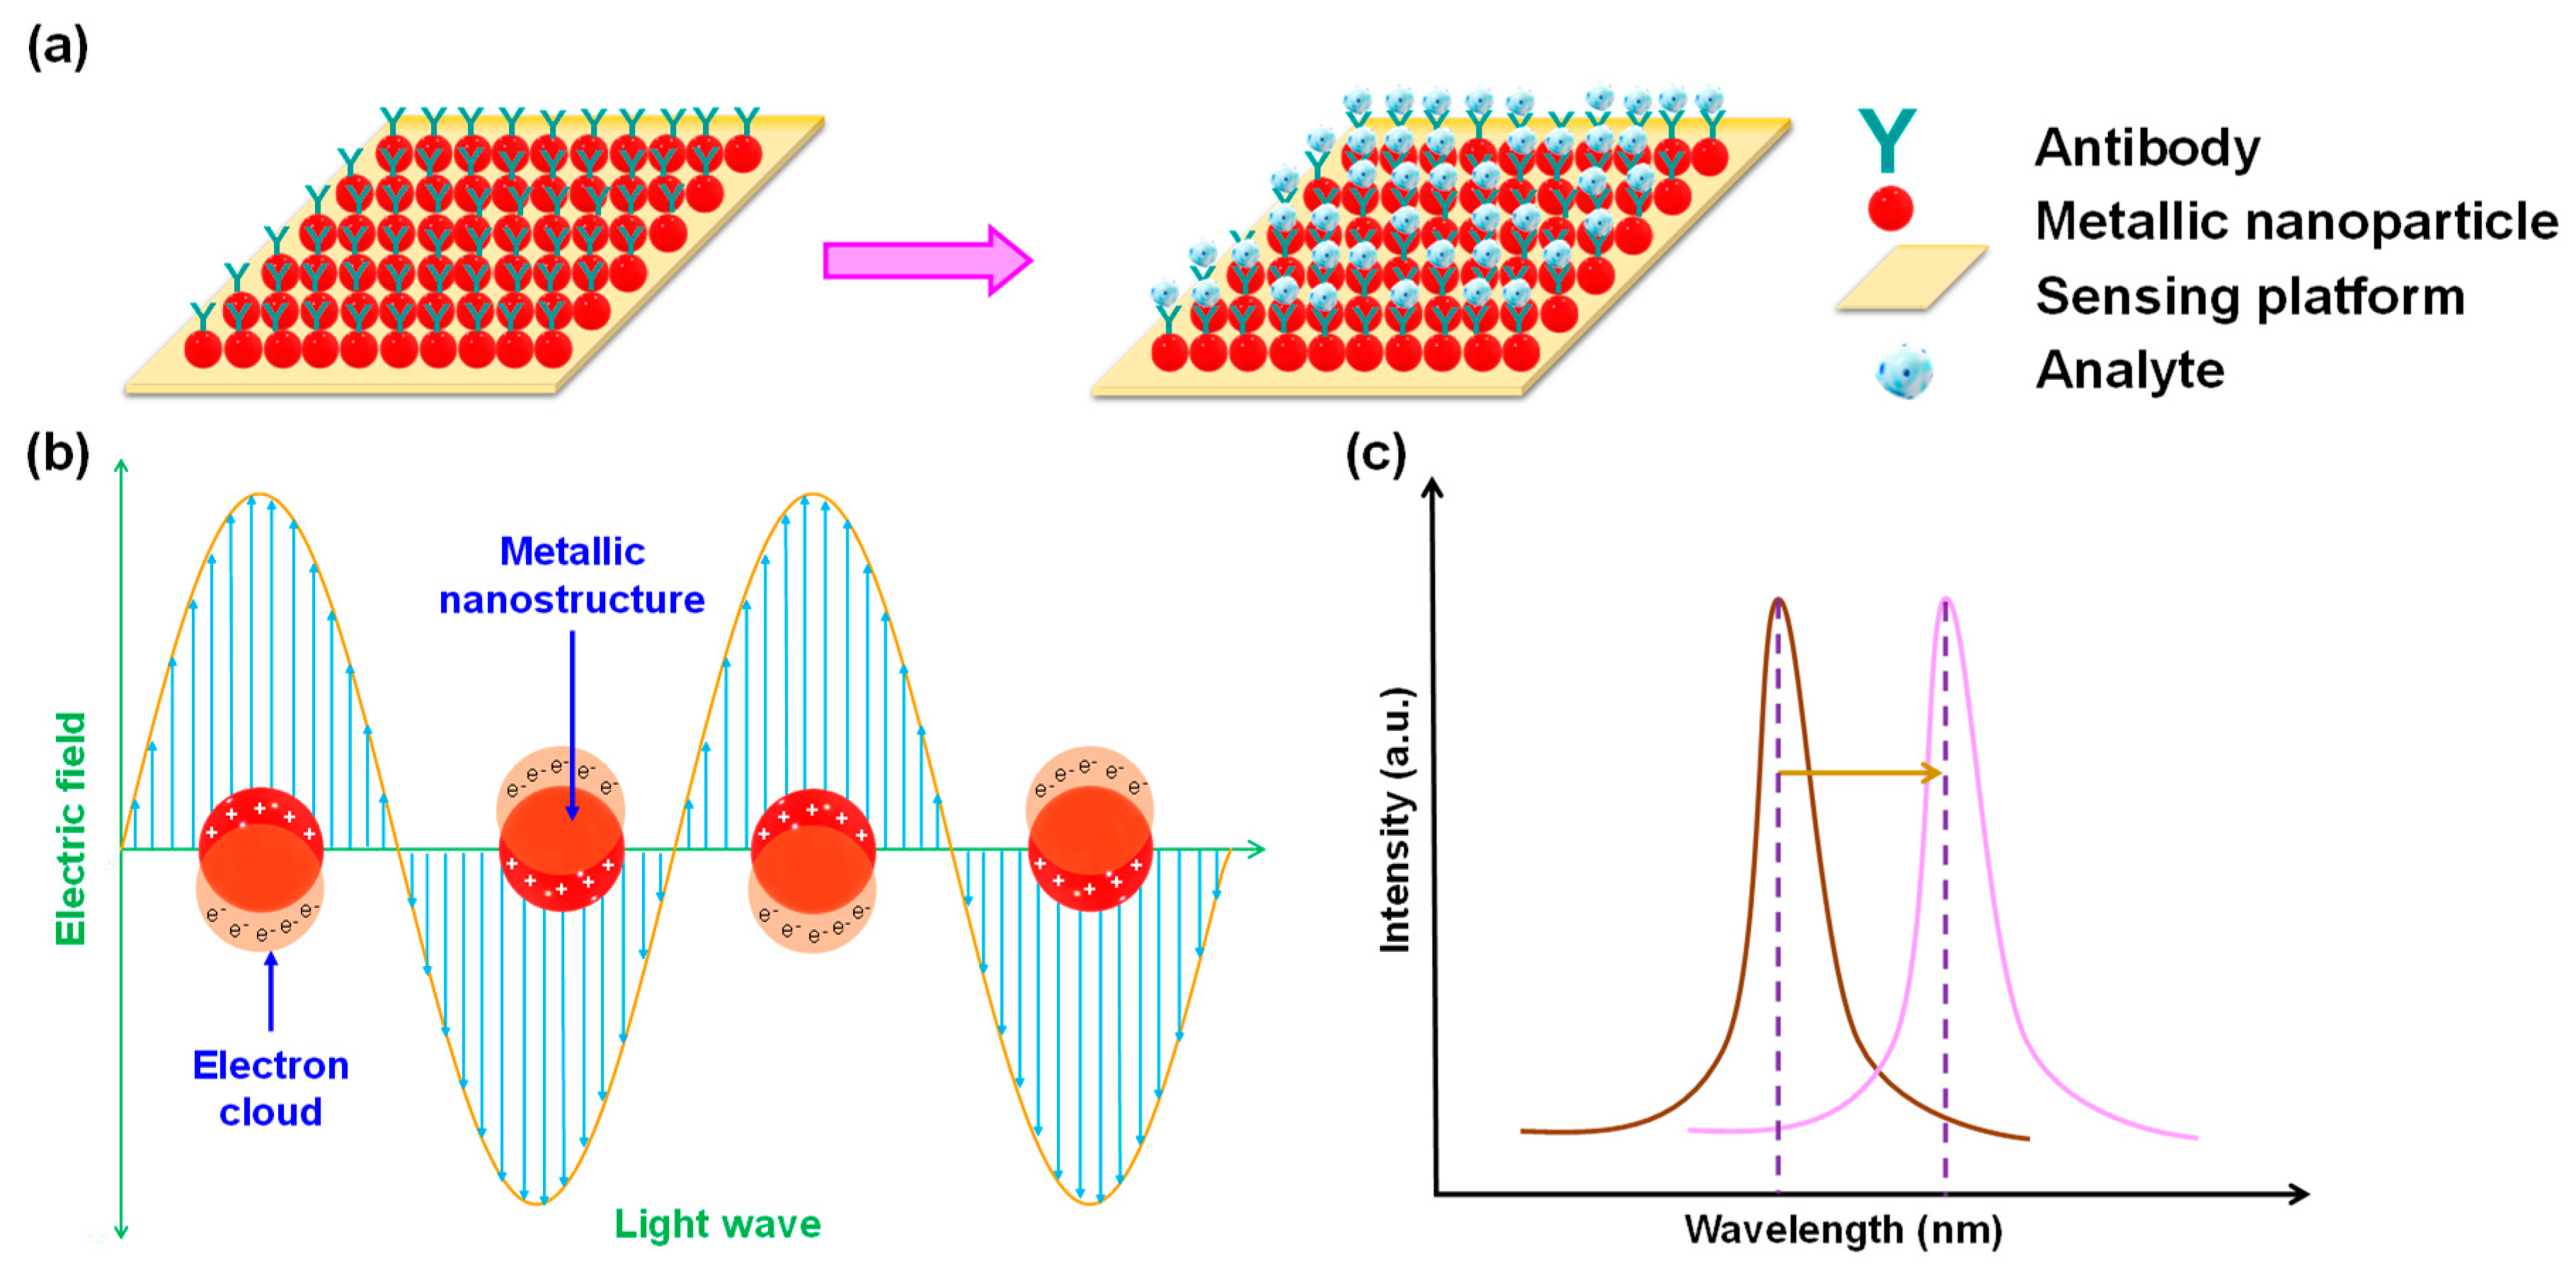 (a)
Antibody
Metallic nanoparticle
Sensing platform
Analyte
(b)
Electric field
Metallic
nanostructure
+ + + + +
e- e- e- e- e-
e- e- e- e- e-
+ + + + +
+ + + + +
e- e- e- e- e-
e- e- e- e- e-
+ + + + +
Electron
cloud
Light wave
(c)
Intensity (a.u.)
Wavelength (nm)